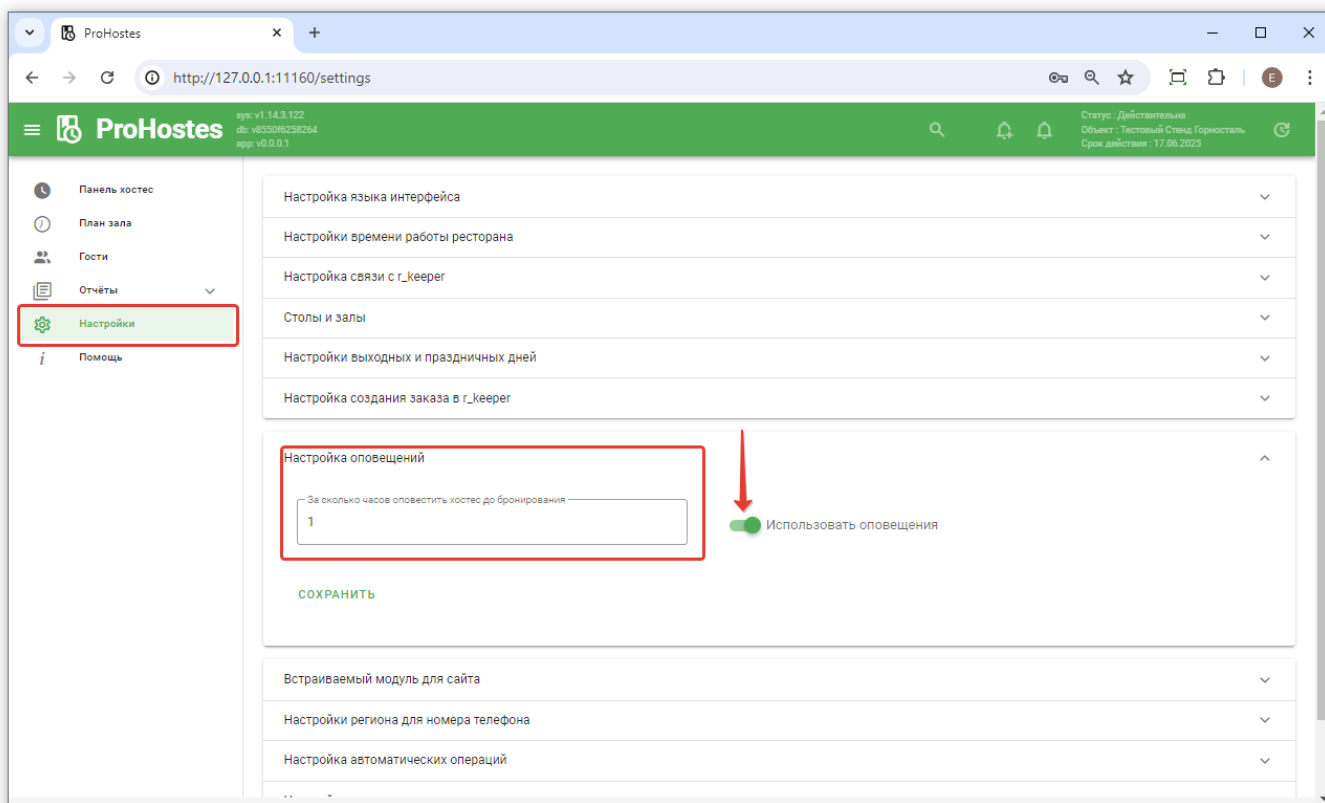 ProHostes
http://127.0.0.1:11160/settings
E
ProHostes
sys: v1.14.3.122
db: v8550f6258264
app: v0.0.0.1
Статус : Действительна
Объект : Тестовый Стенд Горносталь
Срок действия : 17.06.2025
Панель хостес
План зала
Гости
Отчёты
Настройки
Помощь
Настройка языка интерфейса
Настройки времени работы ресторана
Настройка связи с r_keeper
Столы и залы
Настройки выходных и праздничных дней
Настройка создания заказа в r_keeper
Настройка оповещений
За сколько часов оповестить хостес до бронирования
1
Использовать оповещения
СОХРАНИТЬ
Встраиваемый модуль для сайта
Настройки региона для номера телефона
Настройка автоматических операций